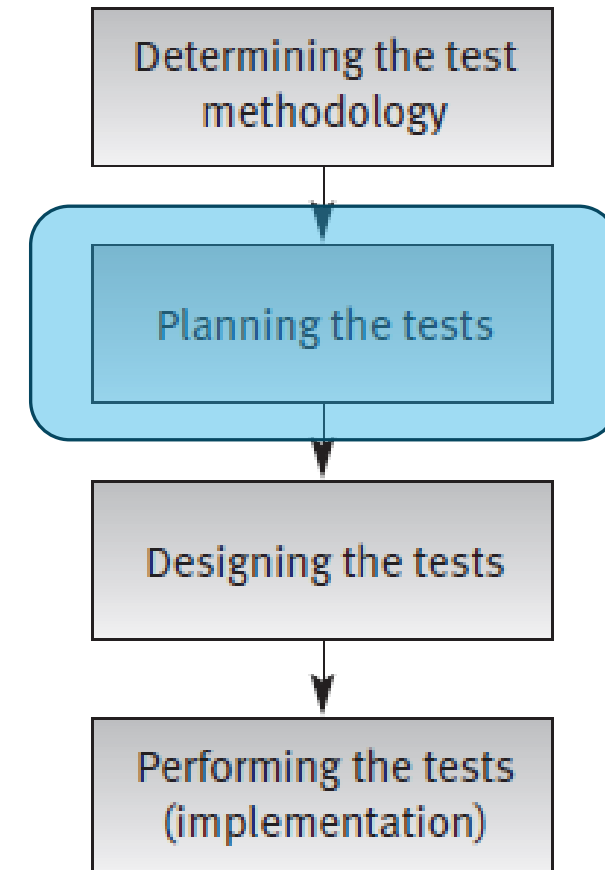 Determining the test
methodology
Planning the tests
Designing the tests
Performing the tests
(implementation)